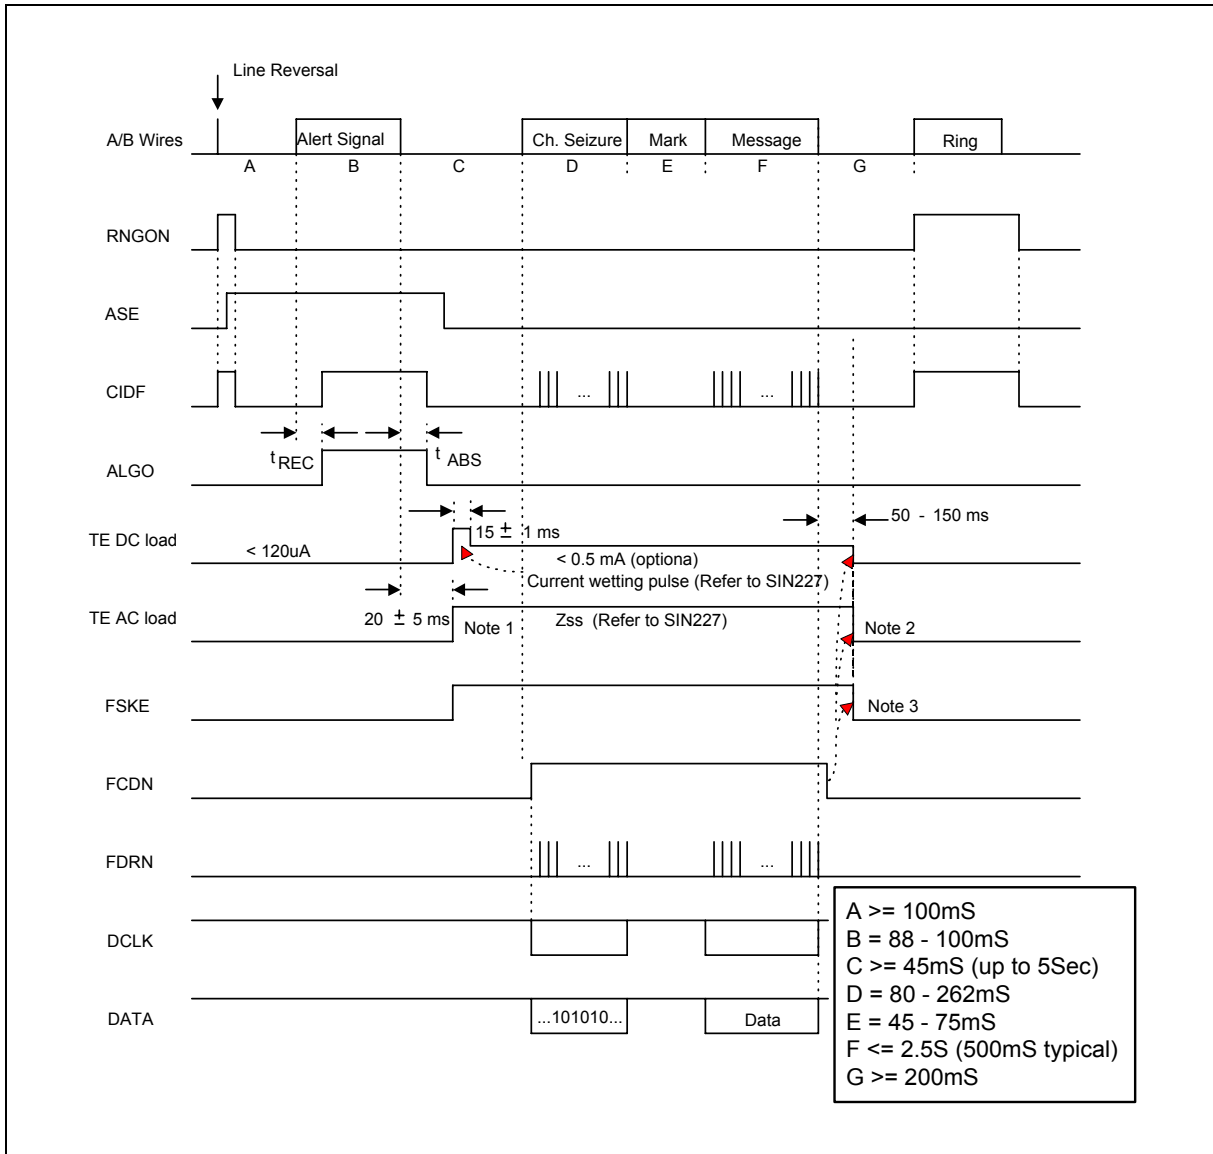 Line Reversal
A/B Wires
Alert Signal
Ch. Seizure
Mark
Message
Ring
A
B
C
D
E
F
G
RNGON
ASE
CIDF
...
...
tREC
tABS
ALGO
15 ± 1 ms
50 - 150 ms
TE DC load
< 120uA
< 0.5 mA (optiona)
Current wetting pulse (Refer to SIN227)
20 ± 5 ms
TE AC load
Note 1
Zss (Refer to SIN227)
Note 2
FSKE
Note 3
FCDN
FDRN
...
...
DCLK
DATA
...101010...
Data
A >= 100mS
B = 88 - 100mS
C >= 45mS (up to 5Sec)
D = 80 - 262mS
E = 45 - 75mS
F <= 2.5S (500mS typical)
G >= 200mS